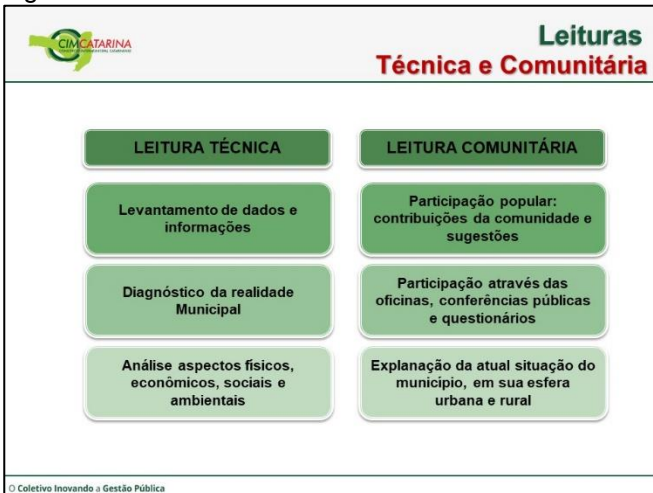 CIMCATARINA
Leituras
Técnica e Comunitária
LEITURA TÉCNICA
Levantamento de dados e
informações
Diagnóstico da realidade
Municipal
Análise aspectos físicos,
econômicos, sociais e
ambientais
LEITURA COMUNITÁRIA
Participação popular:
contribuições da comunidade e
sugestões
Participação através das
oficinas, conferências públicas
e questionários
Explanação da atual situação do
município, em sua esfera
urbana e rural
O Coletivo Inovando a Gestão Pública